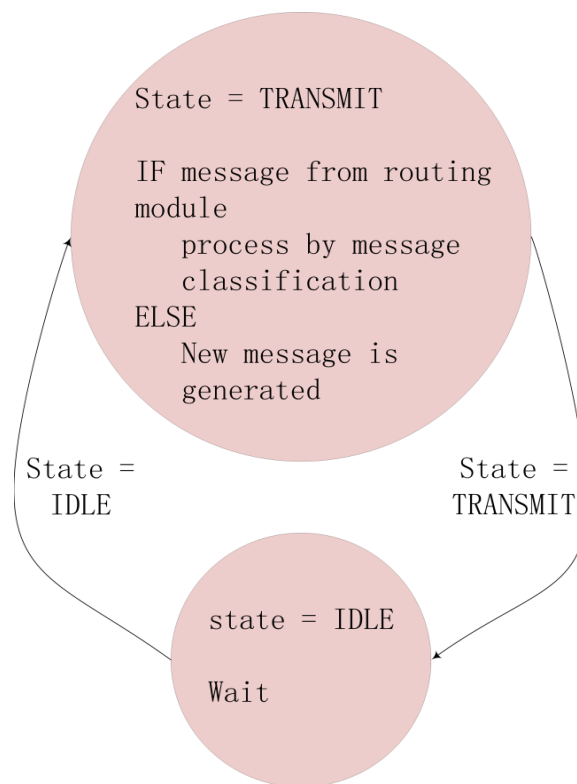 State = TRANSMIT
IF message from routing
module
process by message
classification
ELSE
New message is
generated
State =
IDLE
State =
TRANSMIT
state = IDLE
Wait